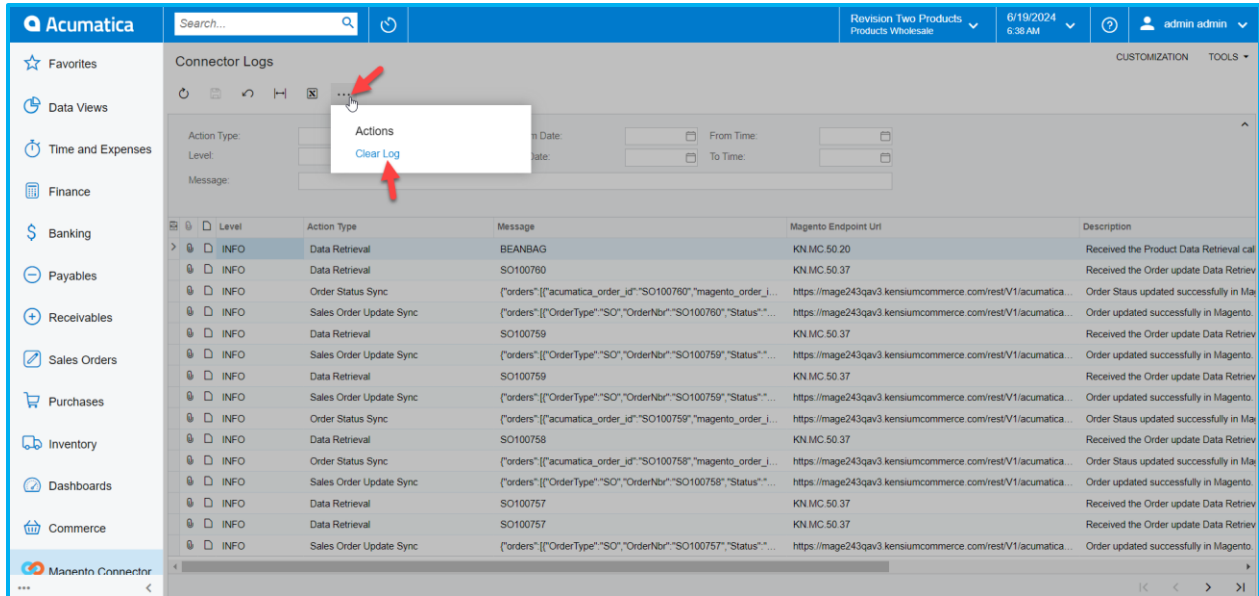 Acumatica
Search...
Revision Two Products
Products Wholesale
6/19/2024
6:38 AM
admin admin
Favorites
Data Views
Time and Expenses
Finance
Banking
Payables
Receivables
Sales Orders
Purchases
Inventory
Dashboards
Commerce
Magento Connector
Connector Logs
CUSTOMIZATION TOOLS
Actions
Clear Log
Action Type: m Date: From Time:
Level: Date: To Time:
Message:
Level Action Type Message Magento Endpoint Url Description
INFO Data Retrieval BEANBAG KN.MC.50.20 Received the Product Data Retrieval cal
INFO Data Retrieval SO100760 KN.MC.50.37 Received the Order update Data Retriev
INFO Order Status Sync {"orders":[{"acumatica_order_id":"SO100760","magento_order_i... https://mage243qav3.kensiumcommerce.com/rest/V1/acumatica... Order Staus updated successfully in Ma
INFO Sales Order Update Sync {"orders":[{"OrderType":"SO","OrderNbr":"SO100760","Status":"... https://mage243qav3.kensiumcommerce.com/rest/V1/acumatica... Order updated successfully in Magento.
INFO Data Retrieval SO100759 KN.MC.50.37 Received the Order update Data Retriev
INFO Sales Order Update Sync {"orders":[{"OrderType":"SO","OrderNbr":"SO100759","Status":"... https://mage243qav3.kensiumcommerce.com/rest/V1/acumatica... Order updated successfully in Magento.
INFO Data Retrieval SO100759 KN.MC.50.37 Received the Order update Data Retriev
INFO Sales Order Update Sync {"orders":[{"OrderType":"SO","OrderNbr":"SO100759","Status":"... https://mage243qav3.kensiumcommerce.com/rest/V1/acumatica... Order updated successfully in Magento.
INFO Order Status Sync {"orders":[{"acumatica_order_id":"SO100759","magento_order_i... https://mage243qav3.kensiumcommerce.com/rest/V1/acumatica... Order Staus updated successfully in Ma
INFO Data Retrieval SO100758 KN.MC.50.37 Received the Order update Data Retriev
INFO Order Status Sync {"orders":[{"acumatica_order_id":"SO100758","magento_order_i... https://mage243qav3.kensiumcommerce.com/rest/V1/acumatica... Order Staus updated successfully in Ma
INFO Sales Order Update Sync {"orders":[{"OrderType":"SO","OrderNbr":"SO100758","Status":"... https://mage243qav3.kensiumcommerce.com/rest/V1/acumatica... Order updated successfully in Magento.
INFO Data Retrieval SO100757 KN.MC.50.37 Received the Order update Data Retriev
INFO Data Retrieval SO100757 KN.MC.50.37 Received the Order update Data Retriev
INFO Sales Order Update Sync {"orders":[{"OrderType":"SO","OrderNbr":"SO100757","Status":"... https://mage243qav3.kensiumcommerce.com/rest/V1/acumatica... Order updated successfully in Magento.